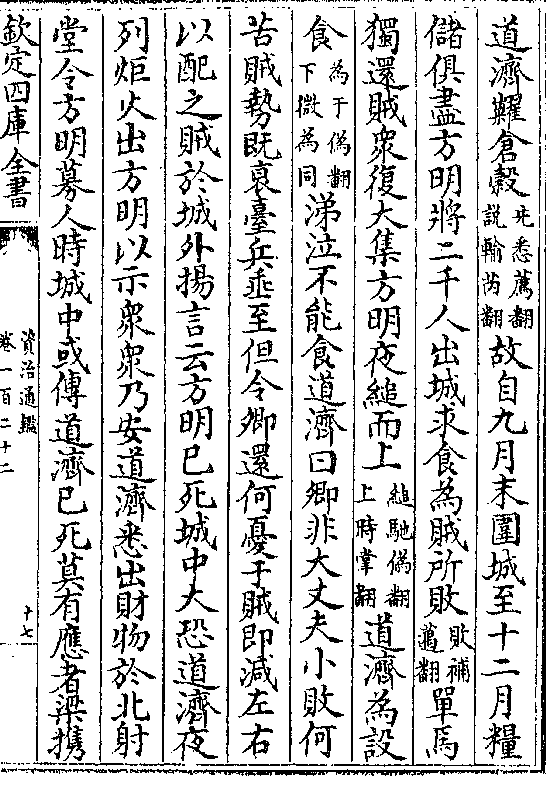 道濟糶倉穀先悉薦翻説輸芮翻故自九月末圍城至十二月糧
儲俱盡方明將二千人出城求食為賊所敗敗補邁翻單馬
獨還賊衆復大集方明夜縋而上縋馳偽翻上時掌翻道濟為設
食為于偽翻下微為同涕泣不能食道濟曰卿非大丈夫小敗何
苦賊勢既衰臺兵垂至但令卿還何憂于賊即減左右
以配之賊於城外揚言云方明已死城中大恐道濟夜
列炬火出方明以示衆衆乃安道濟悉出財物於北射
堂令方明募人時城中或傳道濟已死莫有應者梁攜
欽定四庫全書
資治通鑑
卷一百二十二
十七